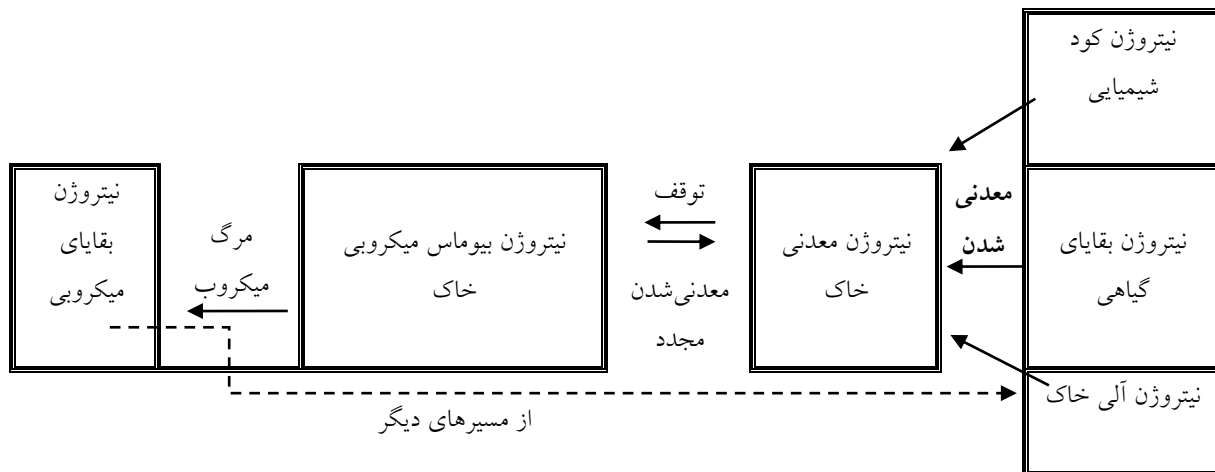 نیتروژن کود
شیمیایی
معدنی
شدن
نیتروژن بقایای
گیاهی
نیتروژن آلی خاک
نیتروژن معدنی
خاک
توقف
معدنی‌شدن
مجدد
نیتروژن بیوماس میکروبی
خاک
مرگ
میکروب
نیتروژن
بقایای
میکروبی
از مسیرهای دیگر